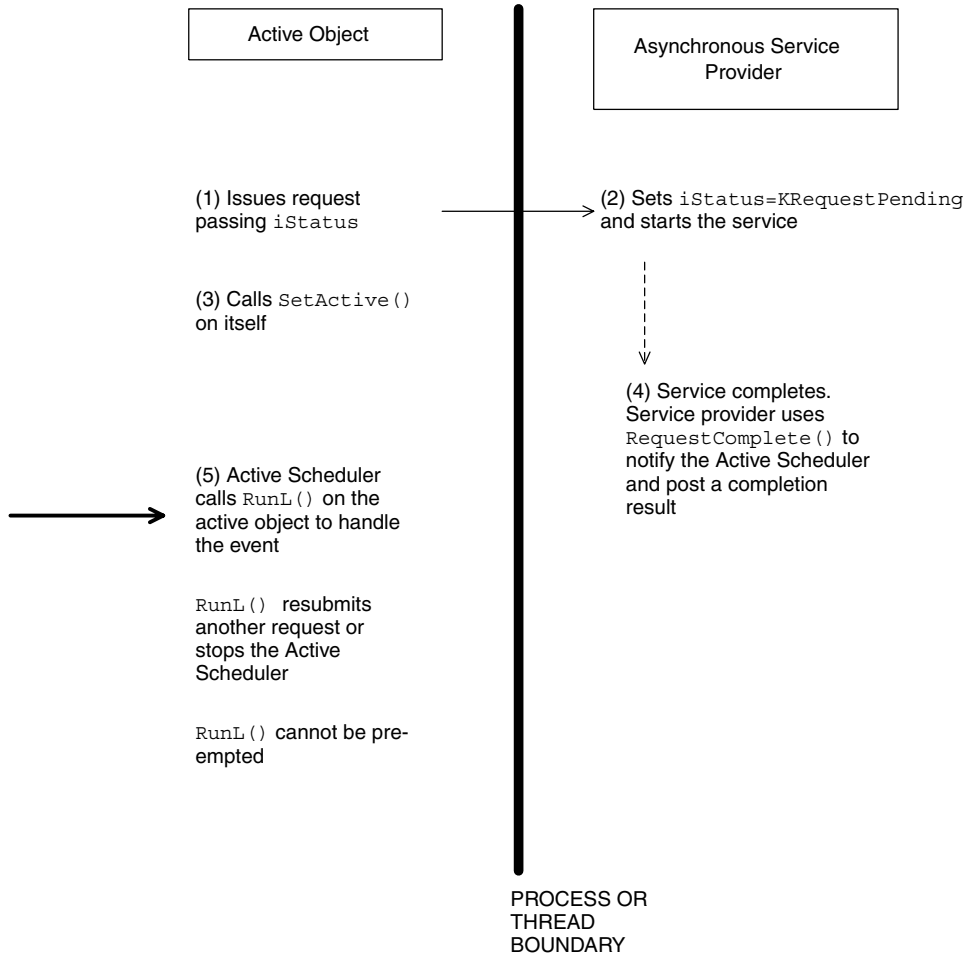 Active Object
Asynchronous Service
Provider
(1) Issues request
passing iStatus
(2) Sets iStatus=KRequestPending
and starts the service
(3) Calls SetActive()
on itself
(4) Service completes.
Service provider uses
RequestComplete() to
notify the Active Scheduler
and post a completion
result
(5) Active Scheduler
calls RunL() on the
active object to handle
the event
RunL() resubmits
another request or
stops the Active
Scheduler
RunL() cannot be pre-
empted
PROCESS OR
THREAD
BOUNDARY